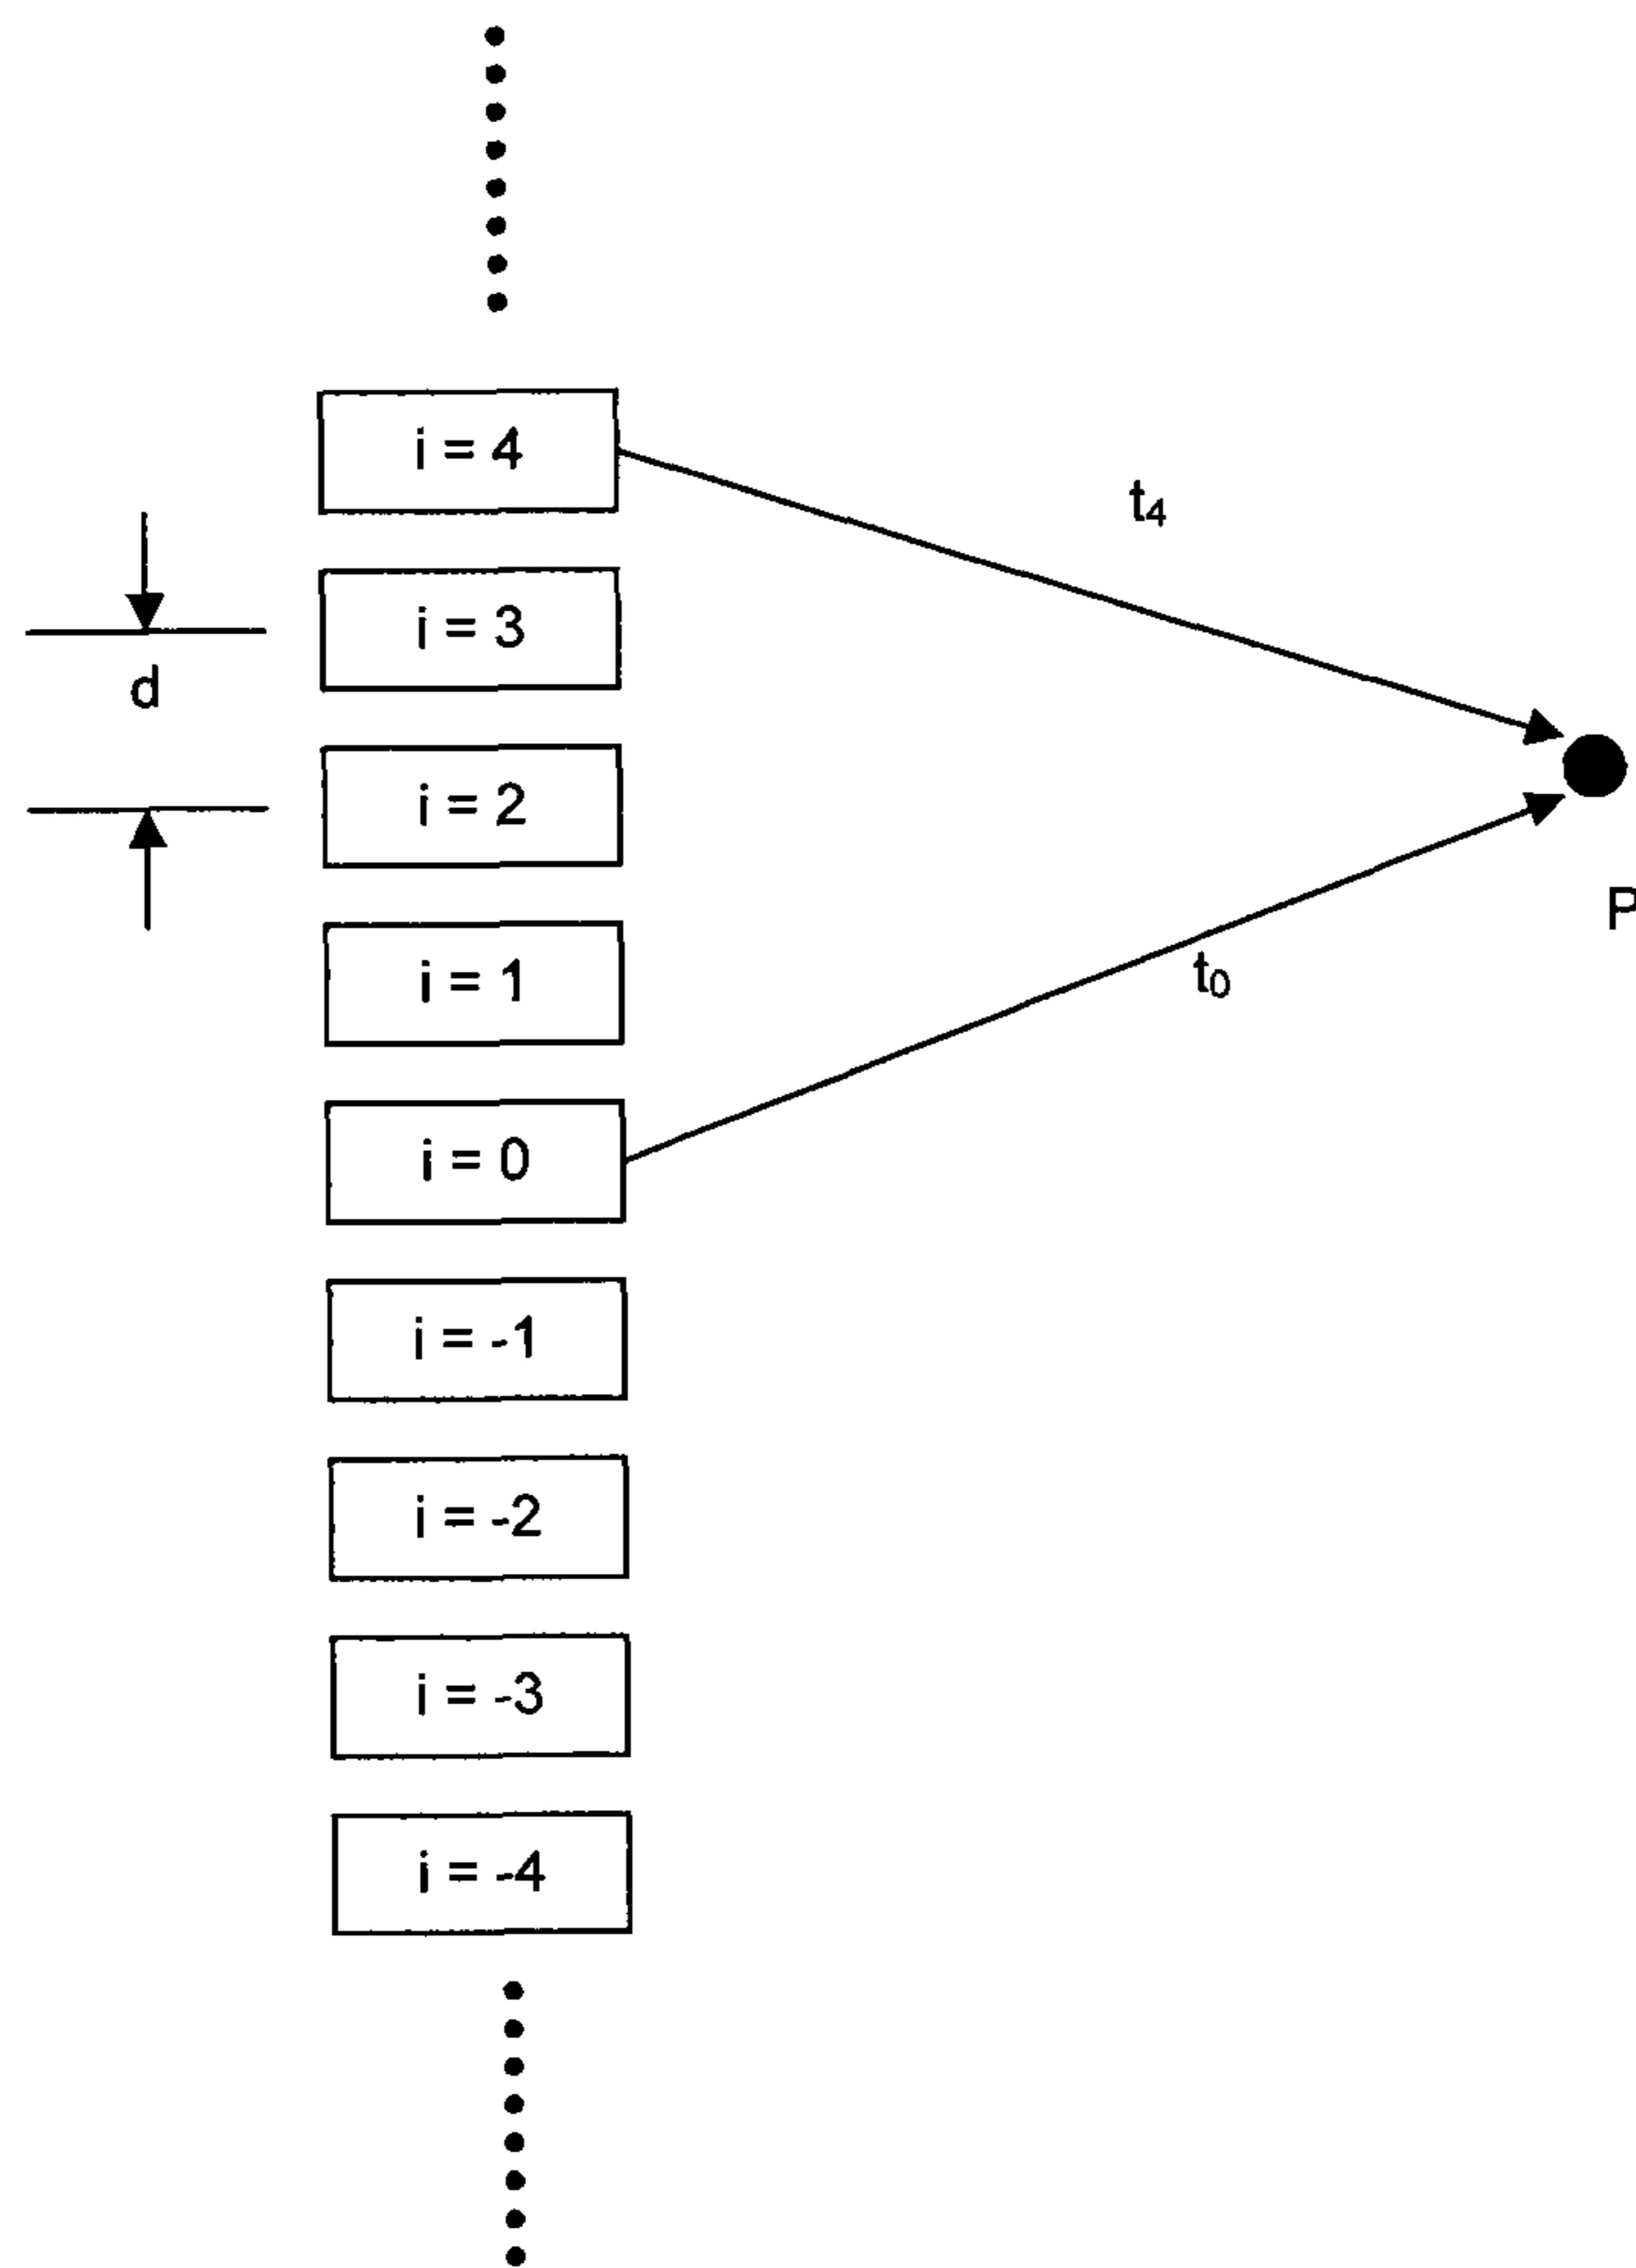 i = 4
t₄
i = 3
d
i = 2
P
i = 1
t₀
i = 0
i = -1
i = -2
i = -3
i = -4